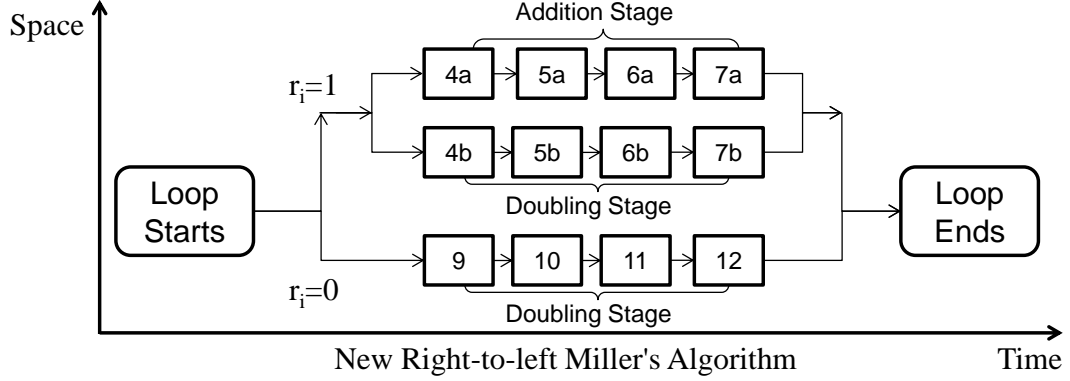 Space
Addition Stage
r_i=1
4a 5a 6a 7a
4b 5b 6b 7b
Doubling Stage
Loop
Starts
Loop
Ends
9 10 11 12
r_i=0
Doubling Stage
New Right-to-left Miller's Algorithm
Time